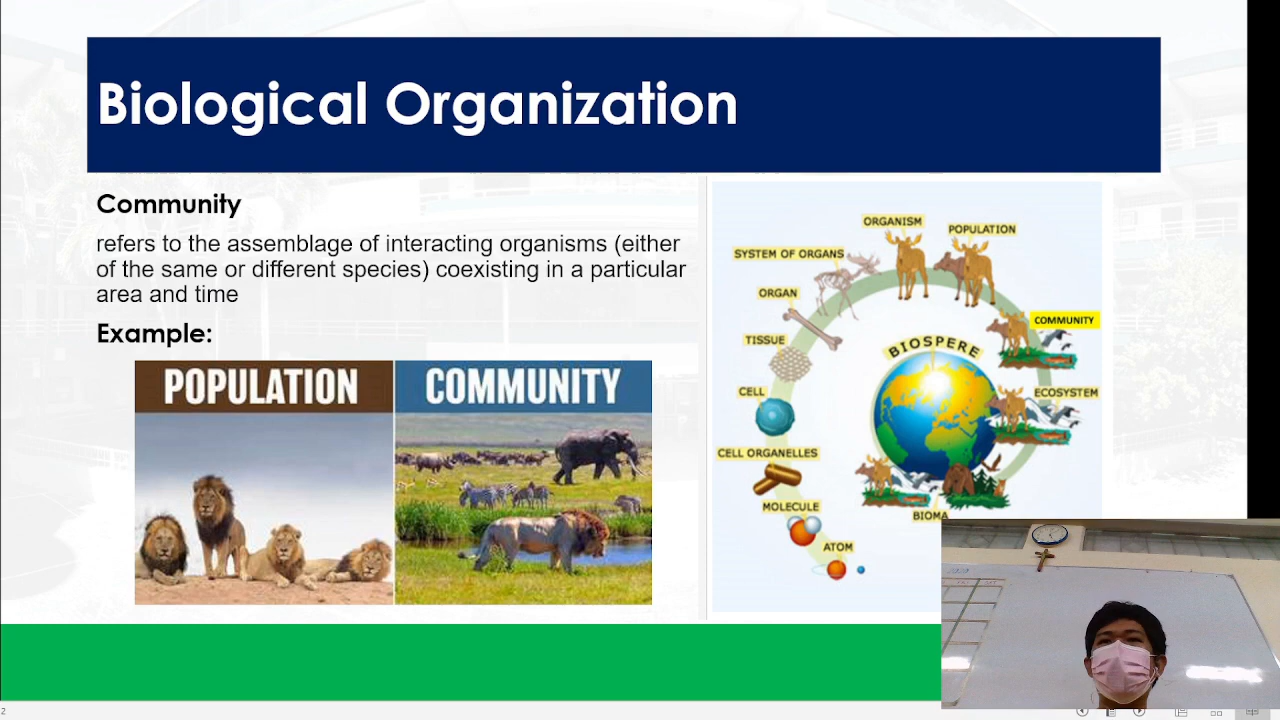 Biological Organization
Community
refers to the assemblage of interacting organisms (either
of the same or different species) coexisting in a particular
area and time
Example:
POPULATION
COMMUNITY
ORGANISM
POPULATION
SYSTEM OF ORGANS
ORGAN
COMMUNITY
TISSUE
BIOSPERE
CELL
ECOSYSTEM
CELL ORGANELLES
MOLECULE
BIOMA
ATOM
2